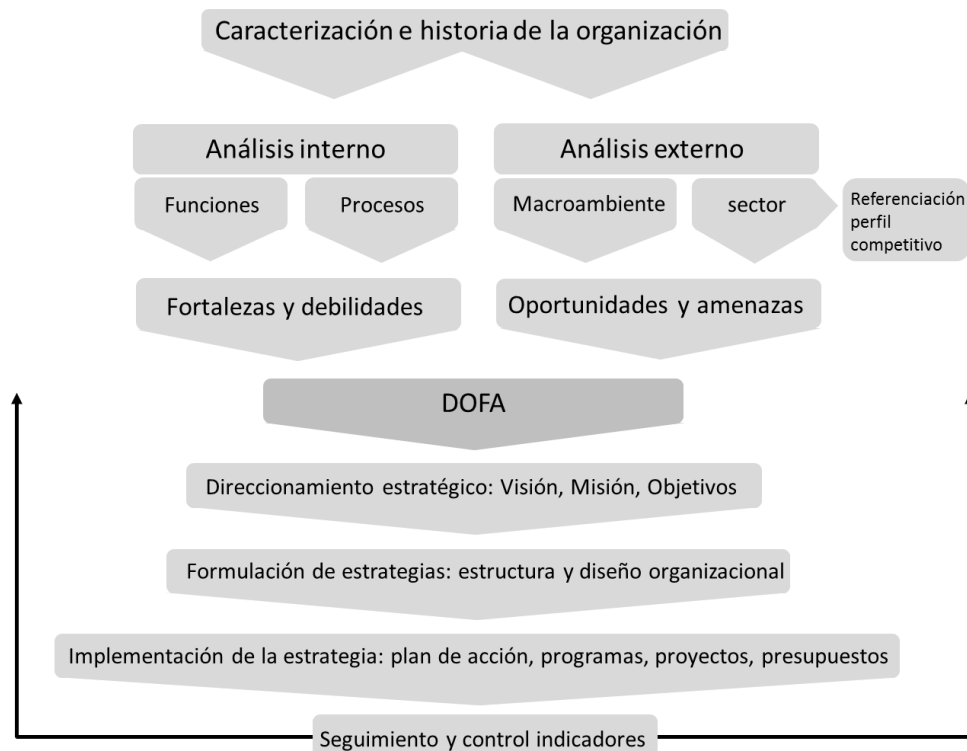 Caracterización e historia de la organización
Análisis interno
Análisis externo
Funciones
Procesos
Macroambiente
sector
Referenciación
perfil
competitivo
Fortalezas y debilidades
Oportunidades y amenazas
DOFA
Direccionamiento estratégico: Visión, Misión, Objetivos
Formulación de estrategias: estructura y diseño organizacional
Implementación de la estrategia: plan de acción, programas, proyectos, presupuestos
Seguimiento y control indicadores